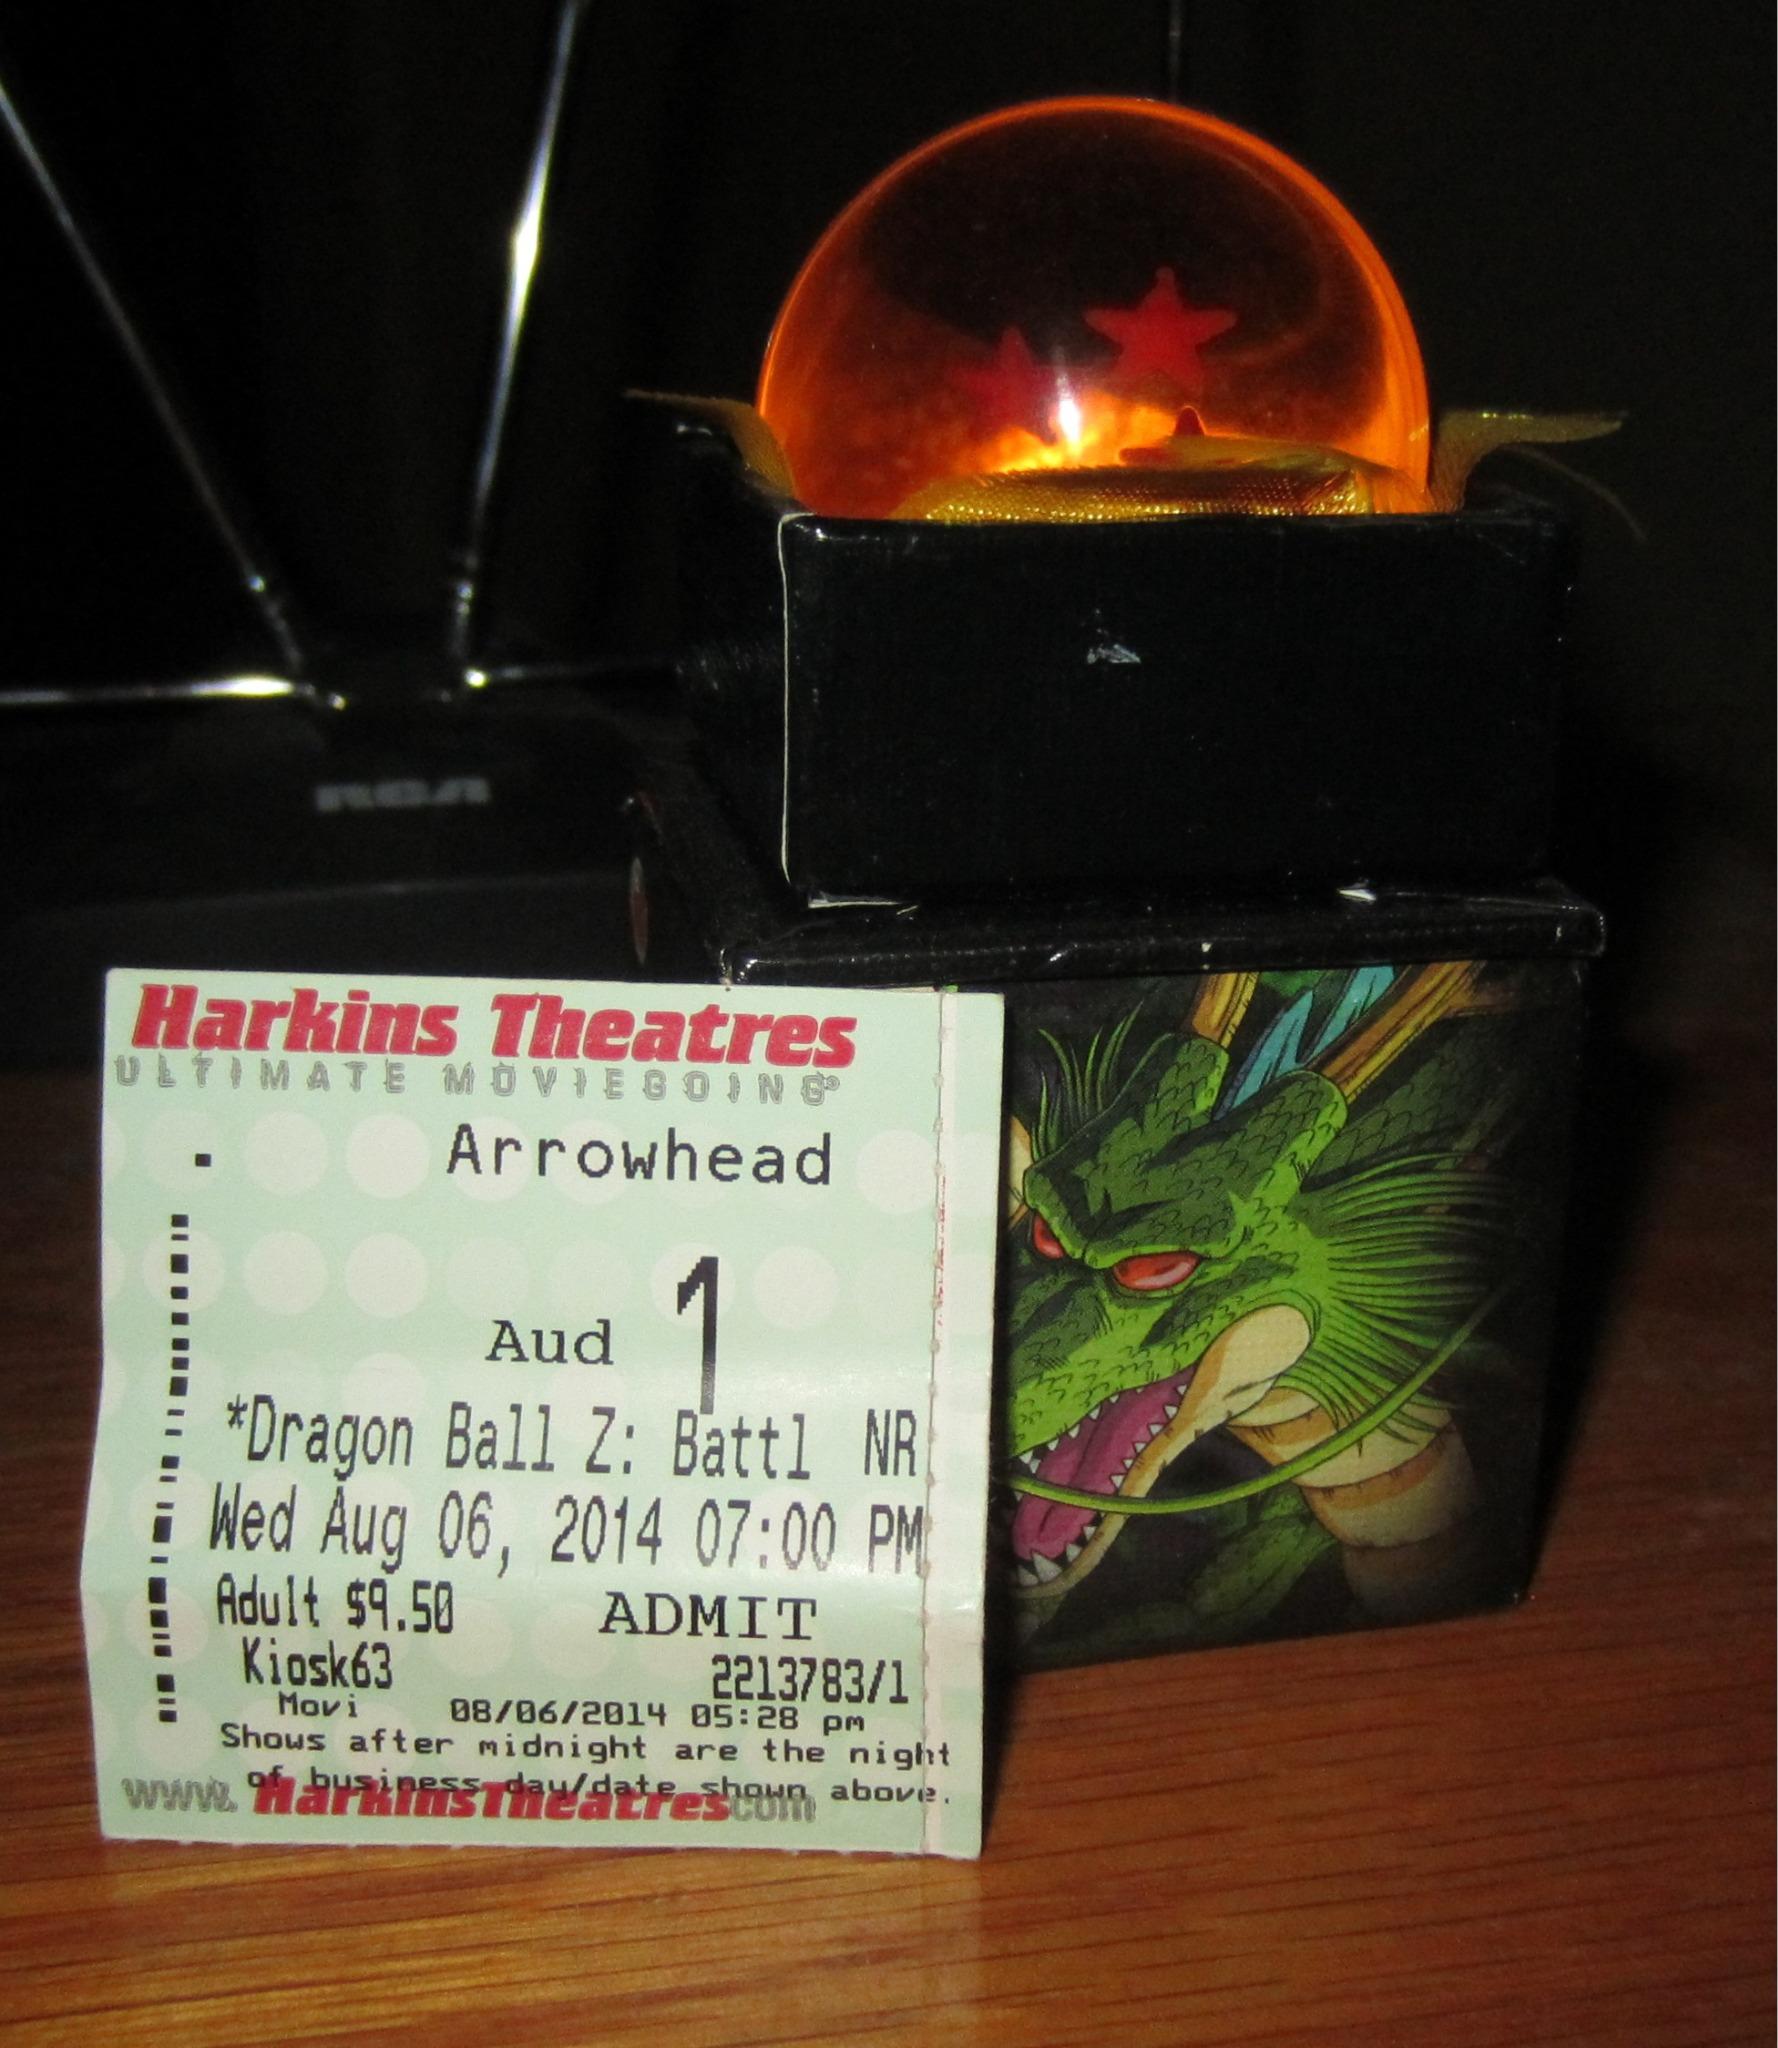 RCA
Harkins Theatres
ULTIMATE MOVIEGOING®
Arrowhead
Aud 1
*Dragon Ball Z: Battl NR
Wed Aug 06, 2014 07:00 PM
Adult $9.50 ADMIT
Kiosk63 2213783/1
Movi 08/06/2014 05:28 pm
Shows after midnight are the night
of business day/date shown above.
www.HarkinsTheatres.com